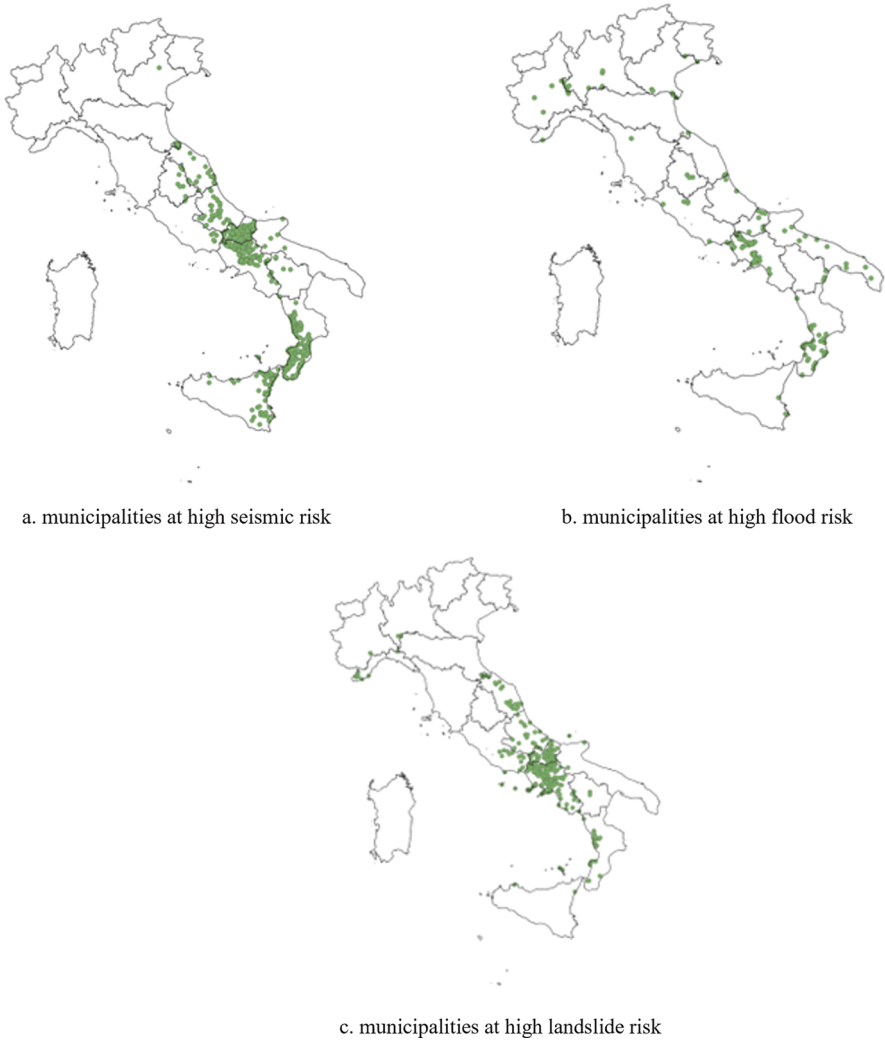 a. municipalities at high seismic risk
b. municipalities at high flood risk
c. municipalities at high landslide risk